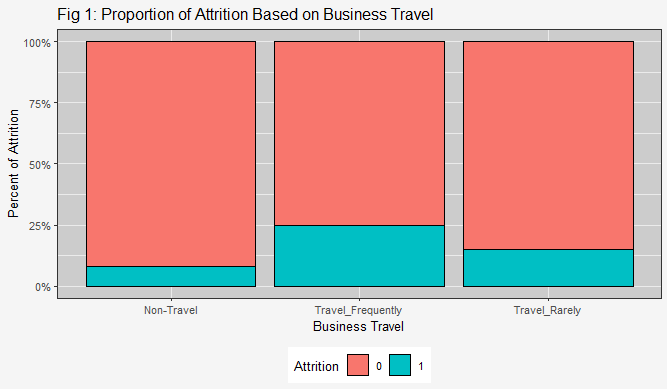 Fig 1: Proportion of Attrition Based on Business Travel
100%
75%
50%
25%
0%
Percent of Attrition
Non-Travel
Travel_Frequently
Travel_Rarely
Business Travel
Attrition 0 1